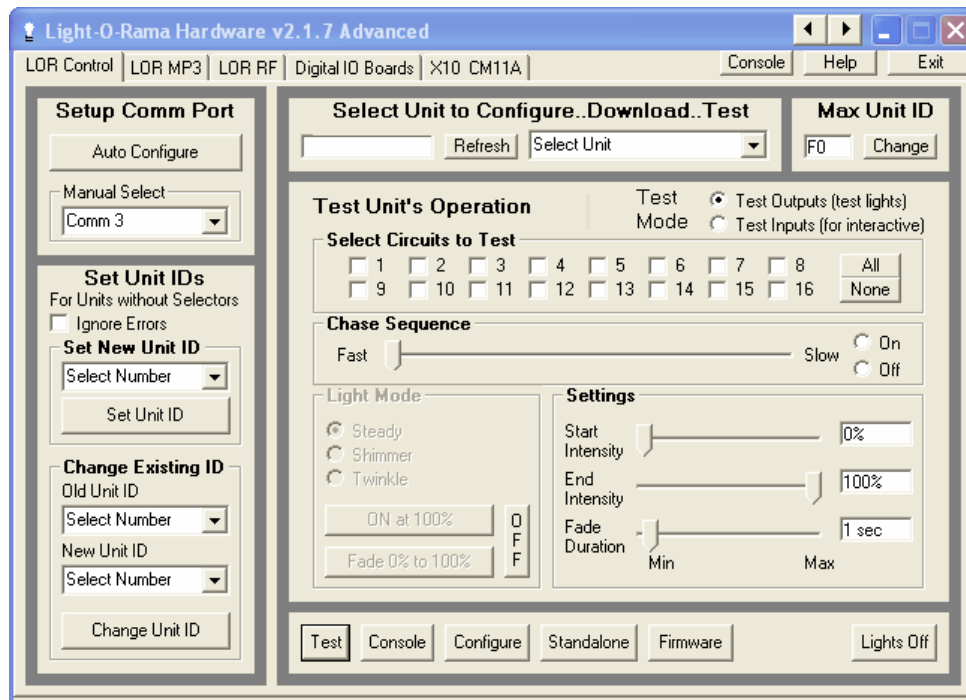 Light-O-Rama Hardware v2.1.7 Advanced
LOR Control LOR MP3 LOR RF Digital IO Boards X10 CM11A Console Help Exit
Setup Comm Port
Auto Configure
Manual Select
Comm 3
Set Unit IDs
For Units without Selectors
Ignore Errors
Set New Unit ID
Select Number
Set Unit ID
Change Existing ID
Old Unit ID
Select Number
New Unit ID
Select Number
Change Unit ID
Select Unit to Configure..Download..Test
Refresh Select Unit
Max Unit ID
F0 Change
Test Unit's Operation
Test Mode
Test Outputs (test lights)
Test Inputs (for interactive)
Select Circuits to Test
1 2 3 4 5 6 7 8 All
9 10 11 12 13 14 15 16 None
Chase Sequence
Fast Slow On
Off
Light Mode
Steady
Shimmer
Twinkle
ON at 100%
Fade 0% to 100%
OFF
Settings
Start Intensity 0%
End Intensity 100%
Fade Duration 1 sec
Min Max
Test Console Configure Standalone Firmware Lights Off